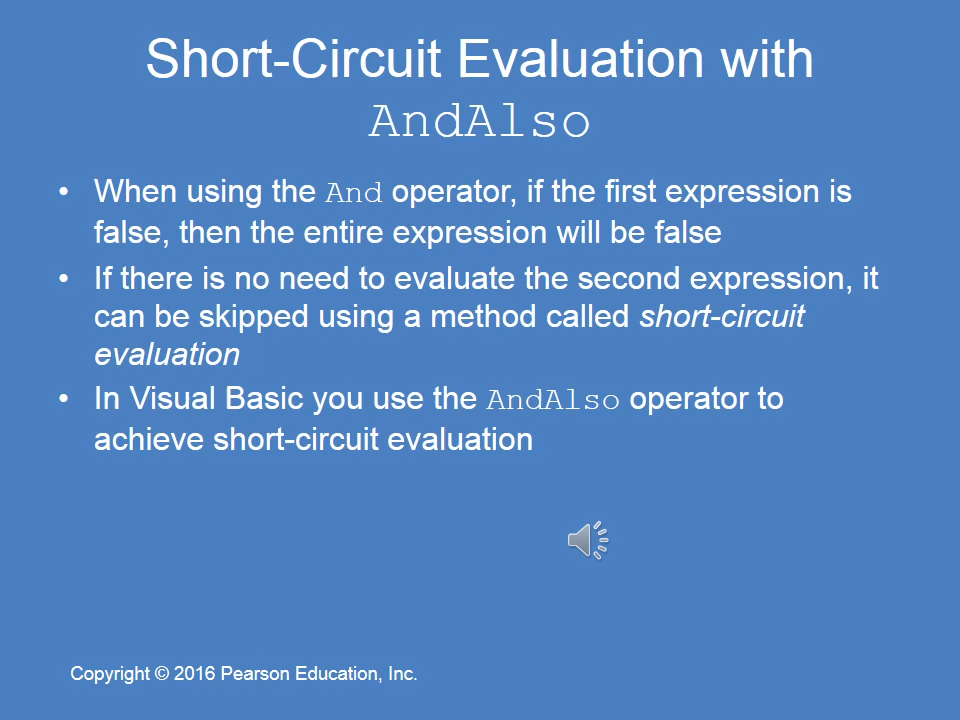 Short-Circuit Evaluation with
AndAlso
• When using the And operator, if the first expression is
false, then the entire expression will be false
• If there is no need to evaluate the second expression, it
can be skipped using a method called short-circuit
evaluation
• In Visual Basic you use the AndAlso operator to
achieve short-circuit evaluation
Copyright © 2016 Pearson Education, Inc.